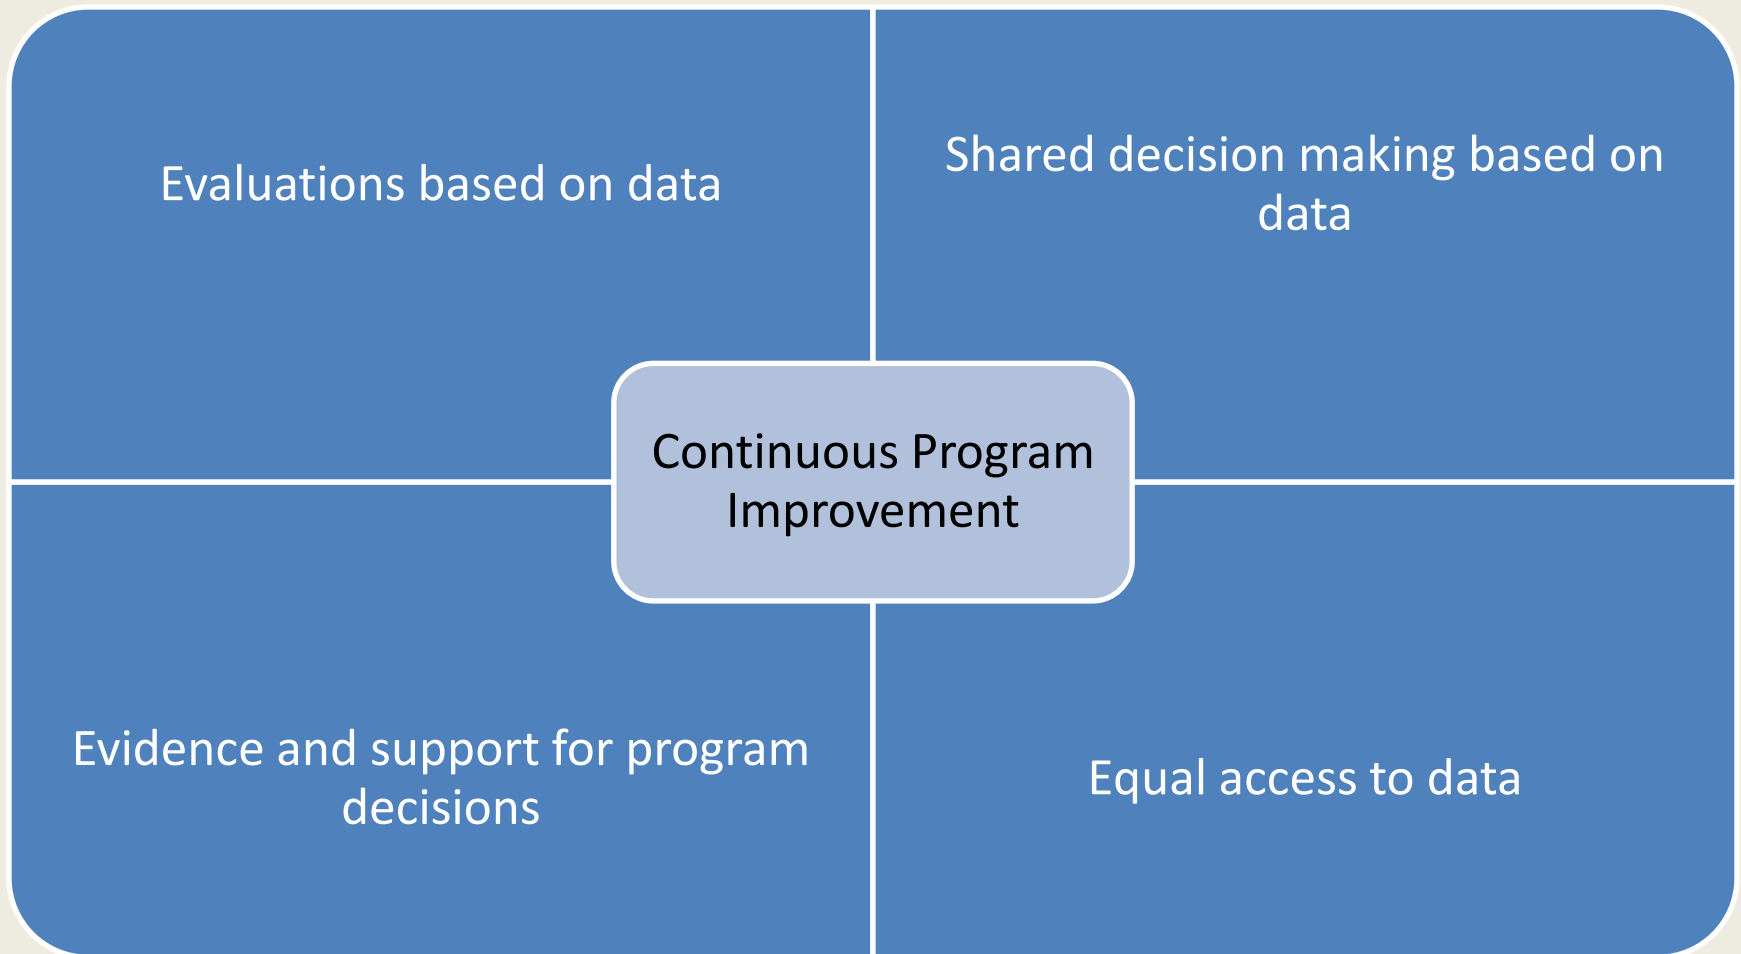 Evaluations based on data
Shared decision making based on
data
Continuous Program
Improvement
Evidence and support for program
decisions
Equal access to data